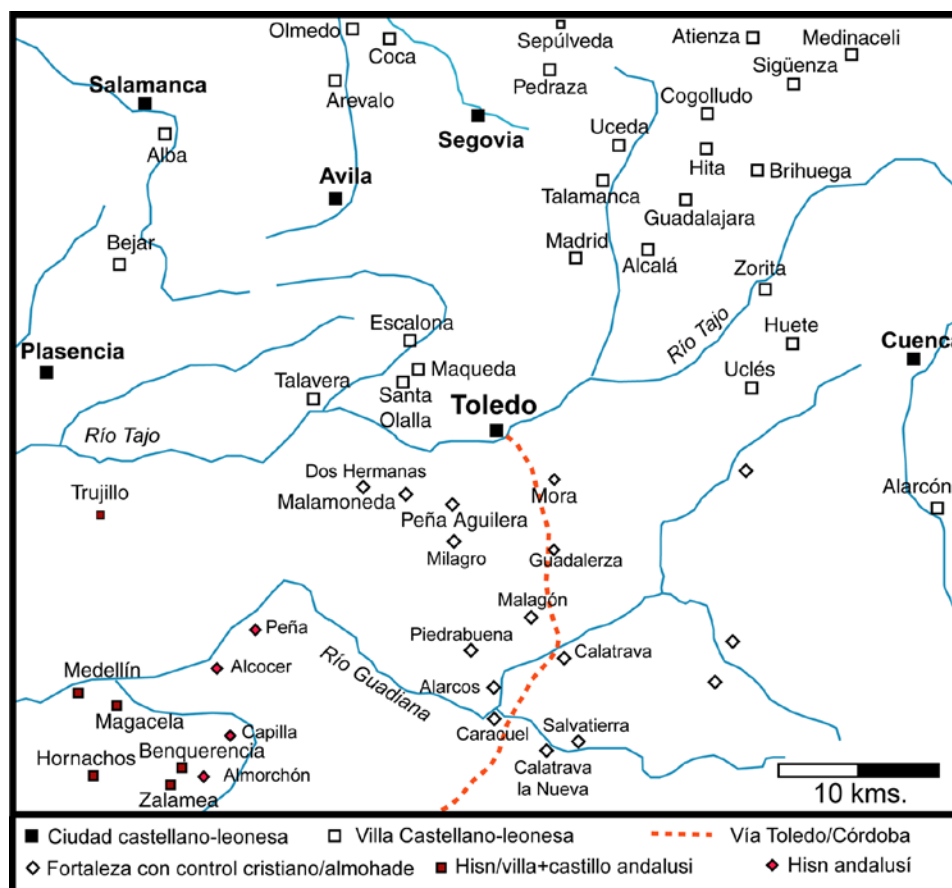 Olmedo
Coca
Sepúlveda
Atienza
Medinaceli
Pedraza
Sigüenza
Salamanca
Arevalo
Cogolludo
Segovia
Uceda
Alba
Hita
Brihuega
Avila
Talamanca
Guadalajara
Bejar
Madrid
Alcalá
Zorita
Escalona
Río Tajo
Huete
Cuenca
Plasencia
Maqueda
Talavera
Santa
Olalla
Uclés
Toledo
Río Tajo
Dos Hermanas
Trujillo
Malamoneda
Mora
Alarcón
Peña Aguilera
Milagro
Guadalerza
Malagón
Peña
Piedrabuena
Calatrava
Medellín
Alcocer
Río Guadiana
Alarcos
Magacela
Caracuel
Salvatierra
Capilla
Hornachos
Benquerencia
Calatrava
la Nueva
Almorchón
Zalamea
10 kms.
Ciudad castellano-leonesa
Villa Castellano-leonesa
Vía Toledo/Córdoba
Fortaleza con control cristiano/almohade
Hisn/villa+castillo andalusi
Hisn andalusí